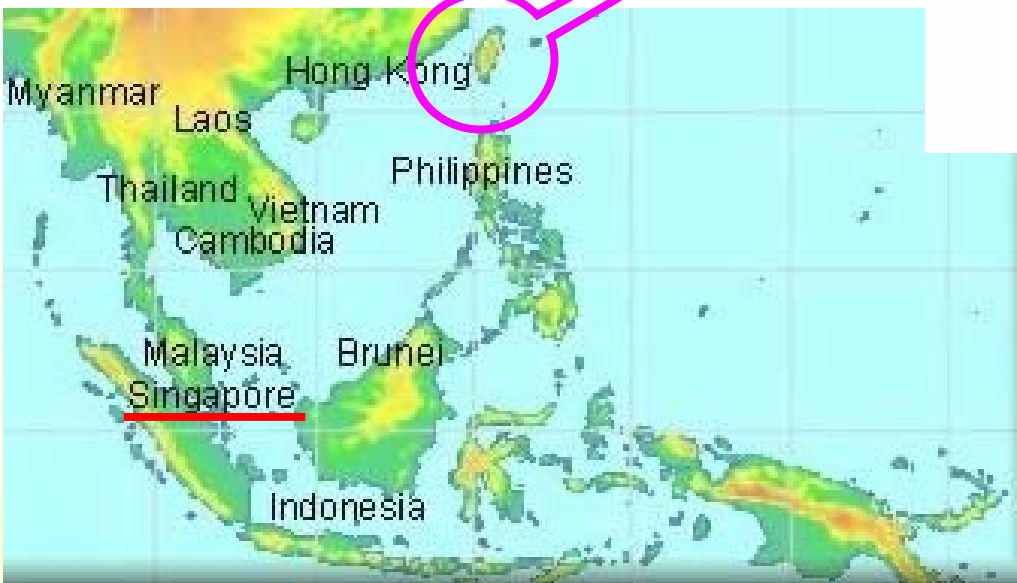 Hong Kong
Myanmar
Laos
Philippines
Thailand
Vietnam
Cambodia
Malaysia
Brunei
Singapore
Indonesia